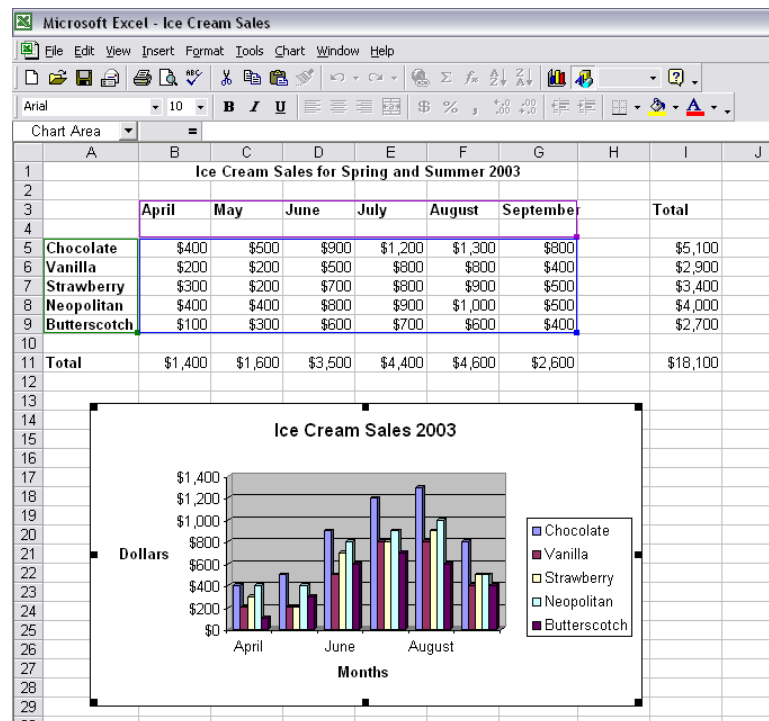 Microsoft Excel - Ice Cream Sales
File Edit View Insert Format Tools Chart Window Help
ABC Σ fx A Z Z A ?
Arial 10 B I U $ % , +.0 .00 .00 +.0 A
Chart Area =
A B C D E F G H I J
1 Ice Cream Sales for Spring and Summer 2003
2
3 April May June July August September Total
4
5 Chocolate $400 $500 $900 $1,200 $1,300 $800 $5,100
6 Vanilla $200 $200 $500 $800 $800 $400 $2,900
7 Strawberry $300 $200 $700 $800 $900 $500 $3,400
8 Neopolitan $400 $400 $800 $900 $1,000 $500 $4,000
9 Butterscotch $100 $300 $600 $700 $600 $400 $2,700
10
11 Total $1,400 $1,600 $3,500 $4,400 $4,600 $2,600 $18,100
12
13
14
15
16
17
18
19
20
21
22
23
24
25
26
27
28
29
Ice Cream Sales 2003
Dollars
$1,400
$1,200
$1,000
$800
$600
$400
$200
$0
April June August
Months
Chocolate
Vanilla
Strawberry
Neopolitan
Butterscotch